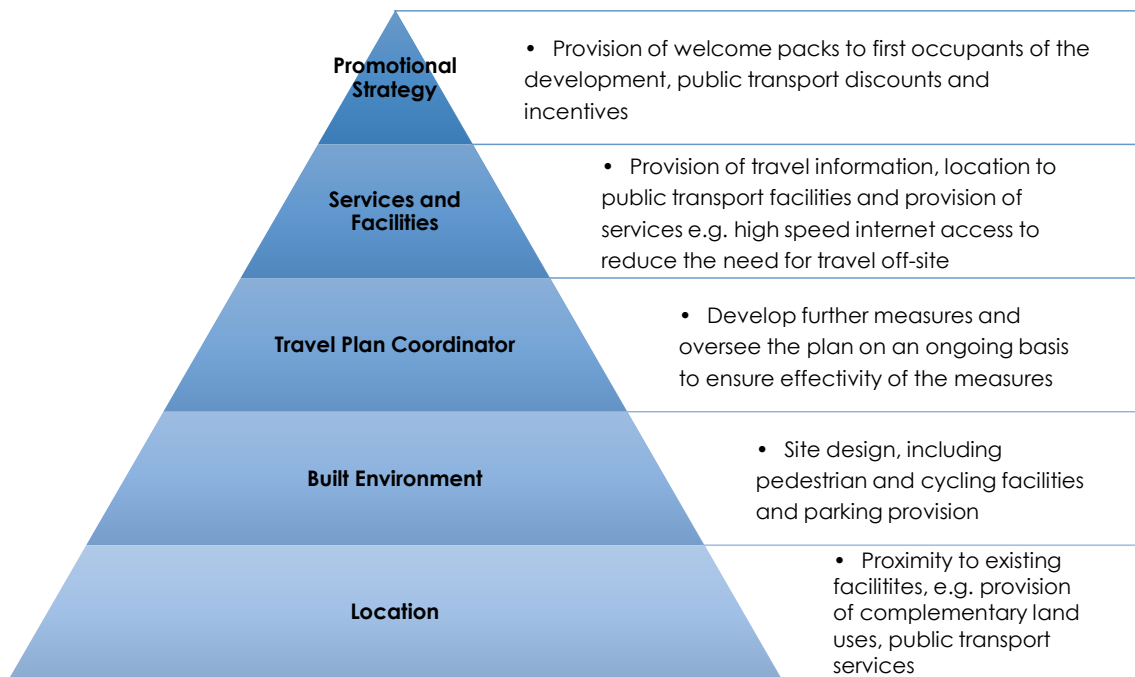 Promotional
Strategy
• Provision of welcome packs to first occupants of the
development, public transport discounts and
incentives
Services and
Facilities
• Provision of travel information, location to
public transport facilities and provision of
services e.g. high speed internet access to
reduce the need for travel off-site
Travel Plan Coordinator
• Develop further measures and
oversee the plan on an ongoing basis
to ensure effectivity of the measures
Built Environment
• Site design, including
pedestrian and cycling facilities
and parking provision
Location
• Proximity to existing
facilitites, e.g. provision
of complementary land
uses, public transport
services